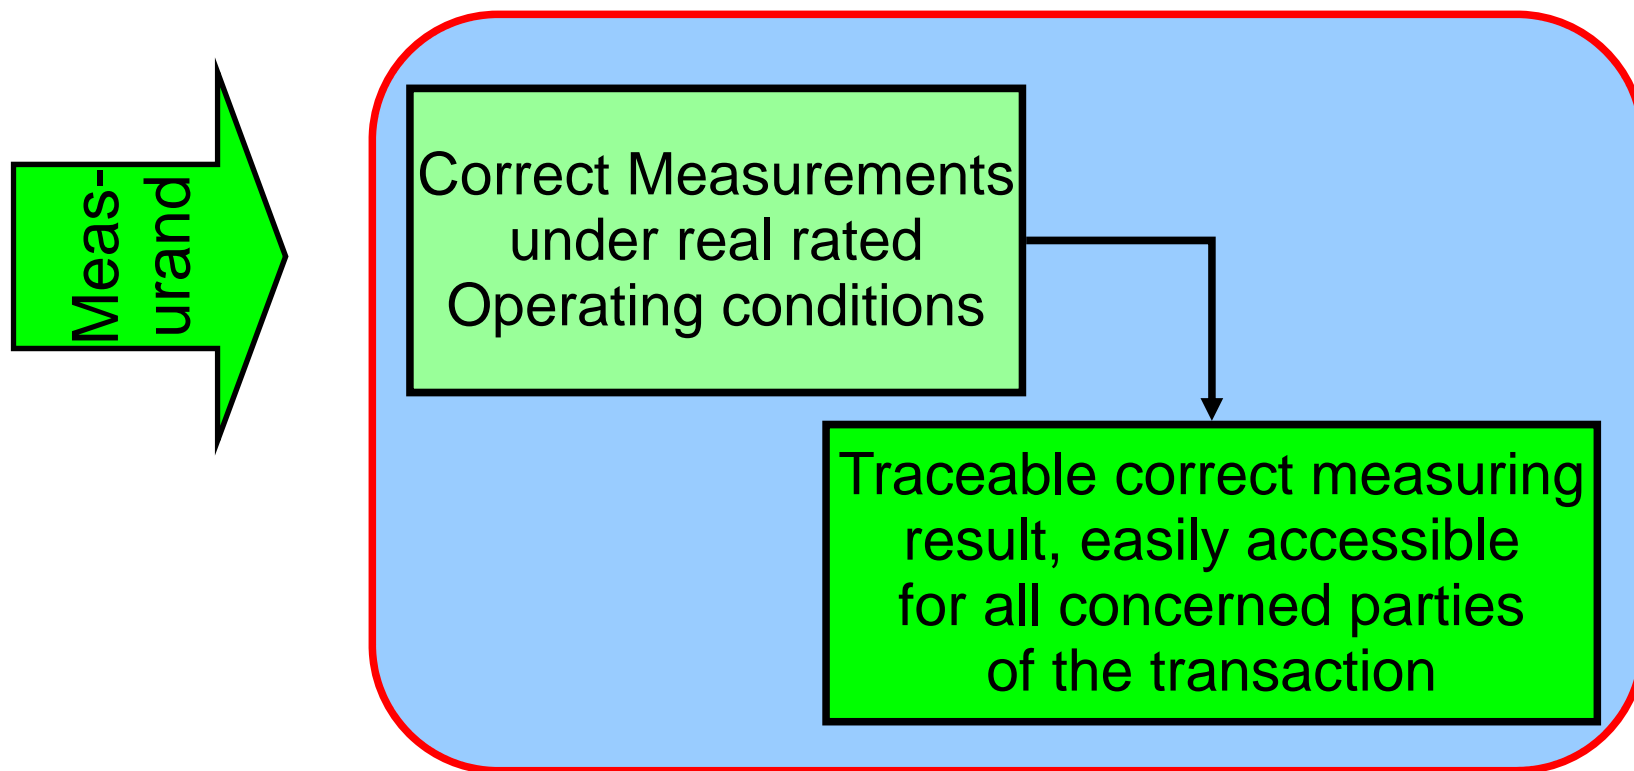 Meas-
urand
Correct Measurements
under real rated
Operating conditions
Traceable correct measuring
result, easily accessible
for all concerned parties
of the transaction